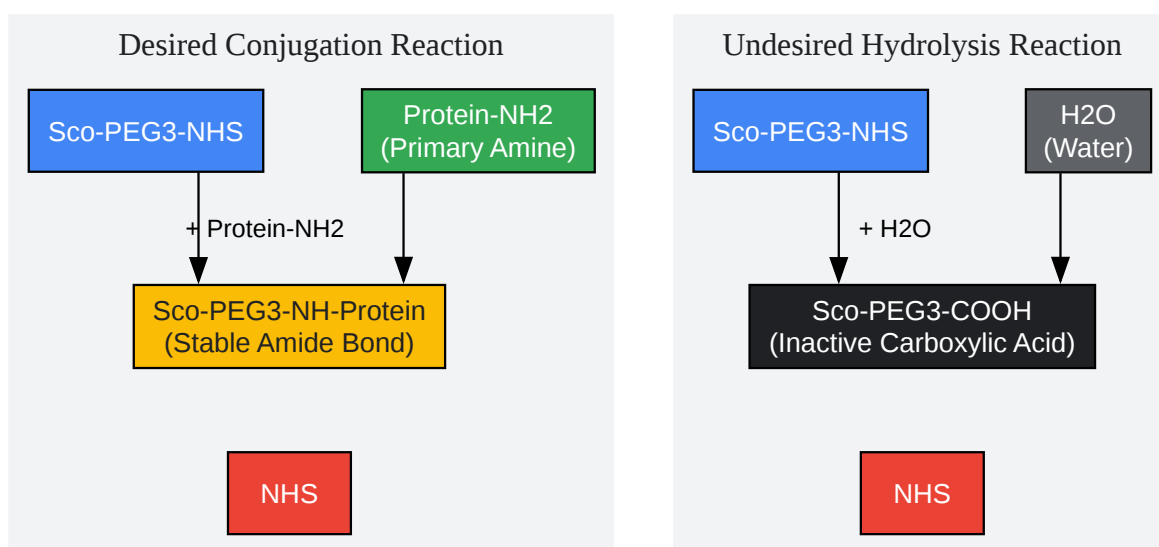 Desired Conjugation Reaction
Sco-PEG3-NHS
Protein-NH2
(Primary Amine)
+ Protein-NH2
Sco-PEG3-NH-Protein
(Stable Amide Bond)
NHS
Undesired Hydrolysis Reaction
Sco-PEG3-NHS
H2O
(Water)
+ H2O
Sco-PEG3-COOH
(Inactive Carboxylic Acid)
NHS